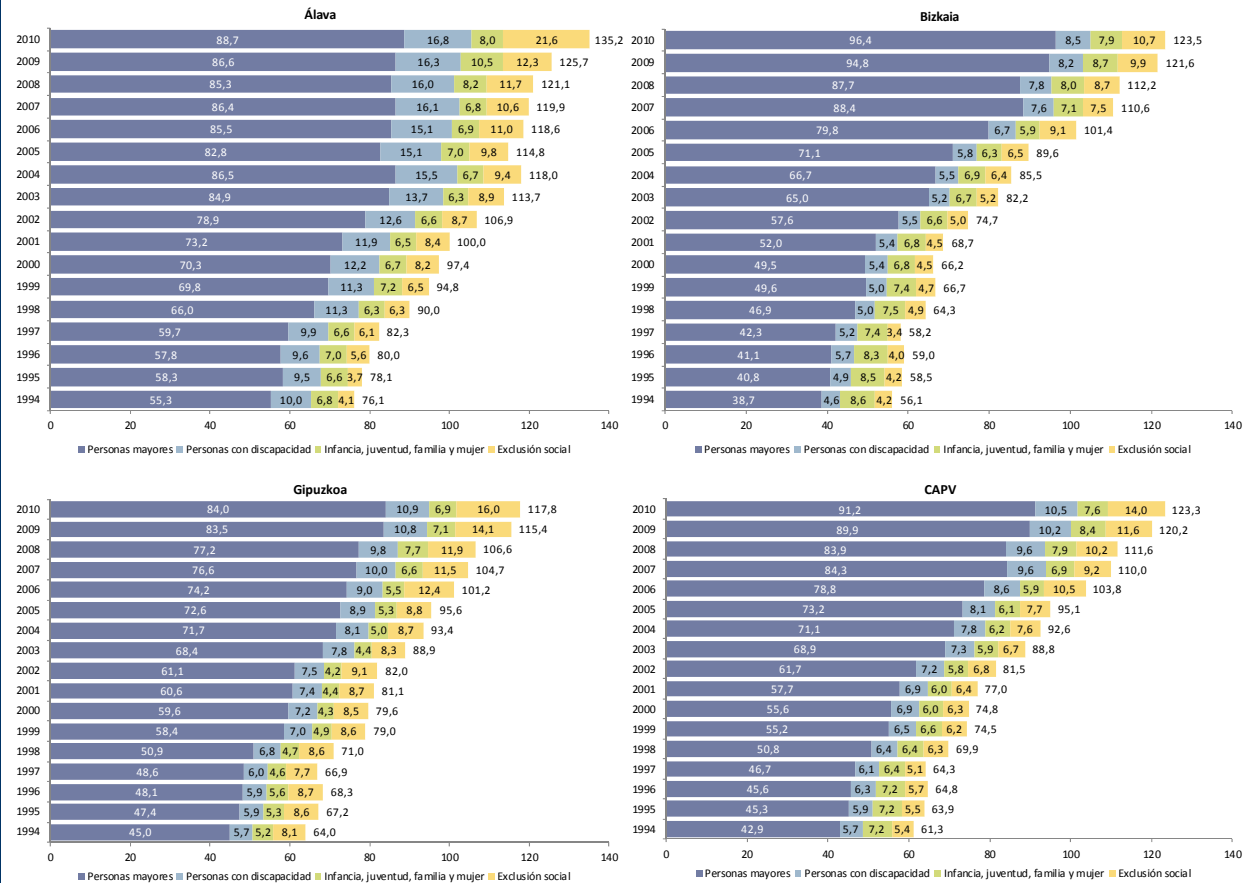 Álava
2010 88,7 16,8 8,0 21,6 135,2
2009 86,6 16,3 10,5 12,3 125,7
2008 85,3 16,0 8,2 11,7 121,1
2007 86,4 16,1 6,8 10,6 119,9
2006 85,5 15,1 6,9 11,0 118,6
2005 82,8 15,1 7,0 9,8 114,8
2004 86,5 15,5 6,7 9,4 118,0
2003 84,9 13,7 6,3 8,9 113,7
2002 78,9 12,6 6,6 8,7 106,9
2001 73,2 11,9 6,5 8,4 100,0
2000 70,3 12,2 6,7 8,2 97,4
1999 69,8 11,3 7,2 6,5 94,8
1998 66,0 11,3 6,3 6,3 90,0
1997 59,7 9,9 6,6 6,1 82,3
1996 57,8 9,6 7,0 5,6 80,0
1995 58,3 9,5 6,6 3,7 78,1
1994 55,3 10,0 6,8 4,1 76,1
0 20 40 60 80 100 120 140
Personas mayores Personas con discapacidad Infancia, juventud, familia y mujer Exclusión social
Bizkaia
2010 96,4 8,5 7,9 10,7 123,5
2009 94,8 8,2 8,7 9,9 121,6
2008 87,7 7,8 8,0 8,7 112,2
2007 88,4 7,6 7,1 7,5 110,6
2006 79,8 6,7 5,9 9,1 101,4
2005 71,1 5,8 6,3 6,5 89,6
2004 66,7 5,5 6,9 6,4 85,5
2003 65,0 5,2 6,7 5,2 82,2
2002 57,6 5,5 6,6 5,0 74,7
2001 52,0 5,4 6,8 4,5 68,7
2000 49,5 5,4 6,8 4,5 66,2
1999 49,6 5,0 7,4 4,7 66,7
1998 46,9 5,0 7,5 4,9 64,3
1997 42,3 5,2 7,4 3,4 58,2
1996 41,1 5,7 8,3 4,0 59,0
1995 40,8 4,9 8,5 4,2 58,5
1994 38,7 4,6 8,6 4,2 56,1
0 20 40 60 80 100 120 140
Personas mayores Personas con discapacidad Infancia, juventud, familia y mujer Exclusión social
Gipuzkoa
2010 84,0 10,9 6,9 16,0 117,8
2009 83,5 10,8 7,1 14,1 115,4
2008 77,2 9,8 7,7 11,9 106,6
2007 76,6 10,0 6,6 11,5 104,7
2006 74,2 9,0 5,5 12,4 101,2
2005 72,6 8,9 5,3 8,8 95,6
2004 71,7 8,1 5,0 8,7 93,4
2003 68,4 7,8 4,4 8,3 88,9
2002 61,1 7,5 4,2 9,1 82,0
2001 60,6 7,4 4,4 8,7 81,1
2000 59,6 7,2 4,3 8,5 79,6
1999 58,4 7,0 4,9 8,6 79,0
1998 50,9 6,8 4,7 8,6 71,0
1997 48,6 6,0 4,6 7,7 66,9
1996 48,1 5,9 5,6 8,7 68,3
1995 47,4 5,9 5,3 8,6 67,2
1994 45,0 5,7 5,2 8,1 64,0
0 20 40 60 80 100 120 140
Personas mayores Personas con discapacidad Infancia, juventud, familia y mujer Exclusión social
CAPV
2010 91,2 10,5 7,6 14,0 123,3
2009 89,9 10,2 8,4 11,6 120,2
2008 83,9 9,6 7,9 10,2 111,6
2007 84,3 9,6 6,9 9,2 110,0
2006 78,8 8,6 5,9 10,5 103,8
2005 73,2 8,1 6,1 7,7 95,1
2004 71,1 7,8 6,2 7,6 92,6
2003 68,9 7,3 5,9 6,7 88,8
2002 61,7 7,2 5,8 6,8 81,5
2001 57,7 6,9 6,0 6,4 77,0
2000 55,6 6,9 6,0 6,3 74,8
1999 55,2 6,5 6,6 6,2 74,5
1998 50,8 6,4 6,4 6,3 69,9
1997 46,7 6,1 6,4 5,1 64,3
1996 45,6 6,3 7,2 5,7 64,8
1995 45,3 5,9 7,2 5,5 63,9
1994 42,9 5,7 7,2 5,4 61,3
0 20 40 60 80 100 120 140
Personas mayores Personas con discapacidad Infancia, juventud, familia y mujer Exclusión social